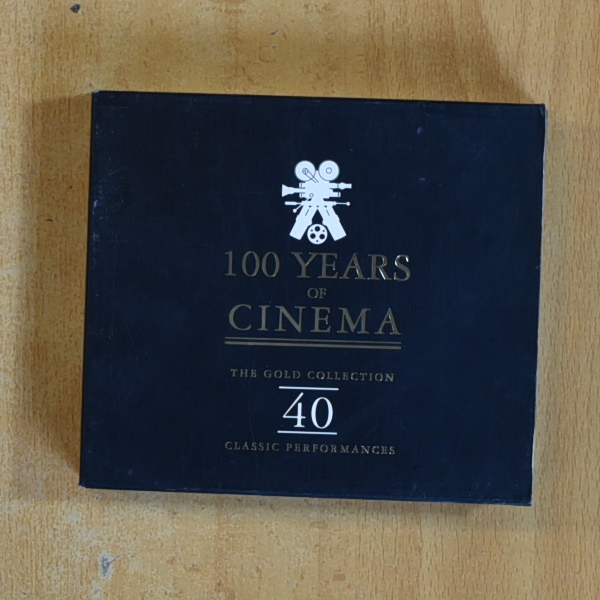 100 YEARS
OF
CINEMA
THE GOLD COLLECTION
40
CLASSIC PERFORMANCES